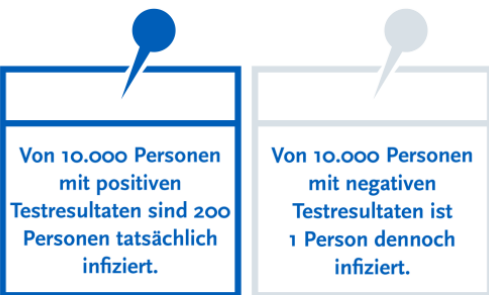 Von 10.000 Personen
mit positiven
Testresultaten sind 200
Personen tatsächlich
infiziert.
Von 10.000 Personen
mit negativen
Testresultaten ist
1 Person dennoch
infiziert.